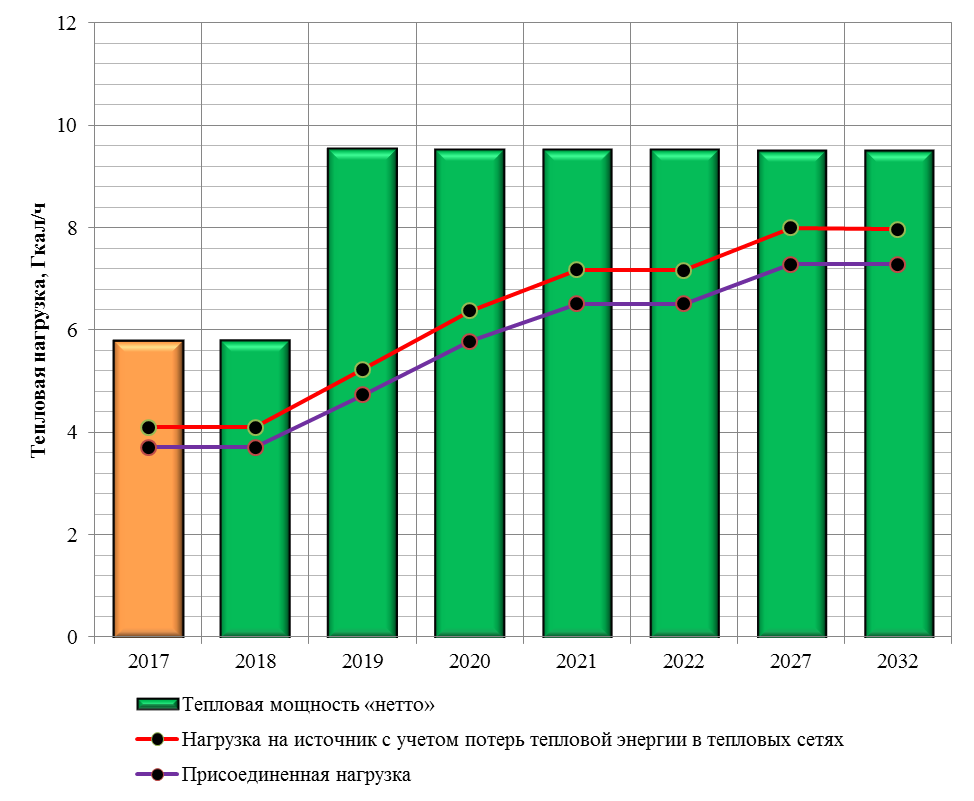 12
10
8
6
4
2
0
Тепловая нагрузка, Гкал/ч
2017 2018 2019 2020 2021 2022 2027 2032
Тепловая мощность «нетто»
Нагрузка на источник с учетом потерь тепловой энергии в тепловых сетях
Присоединенная нагрузка